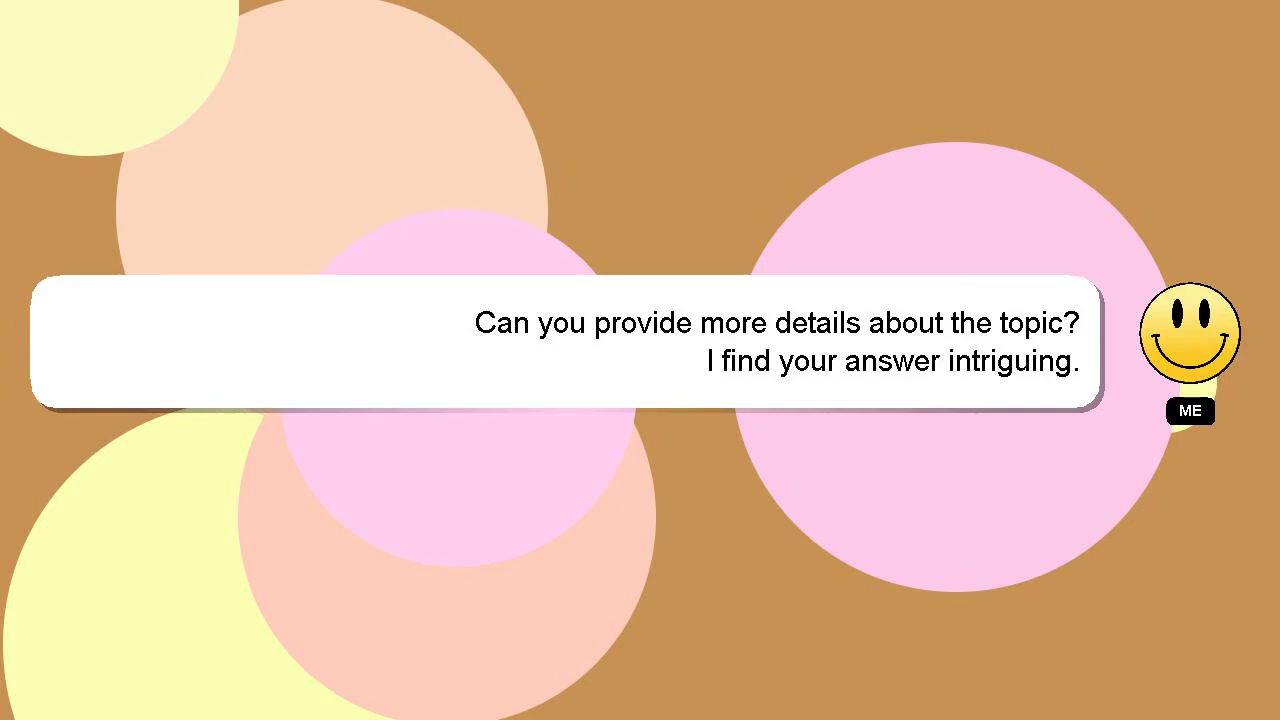 Can you provide more details about the topic?
I find your answer intriguing.
ME